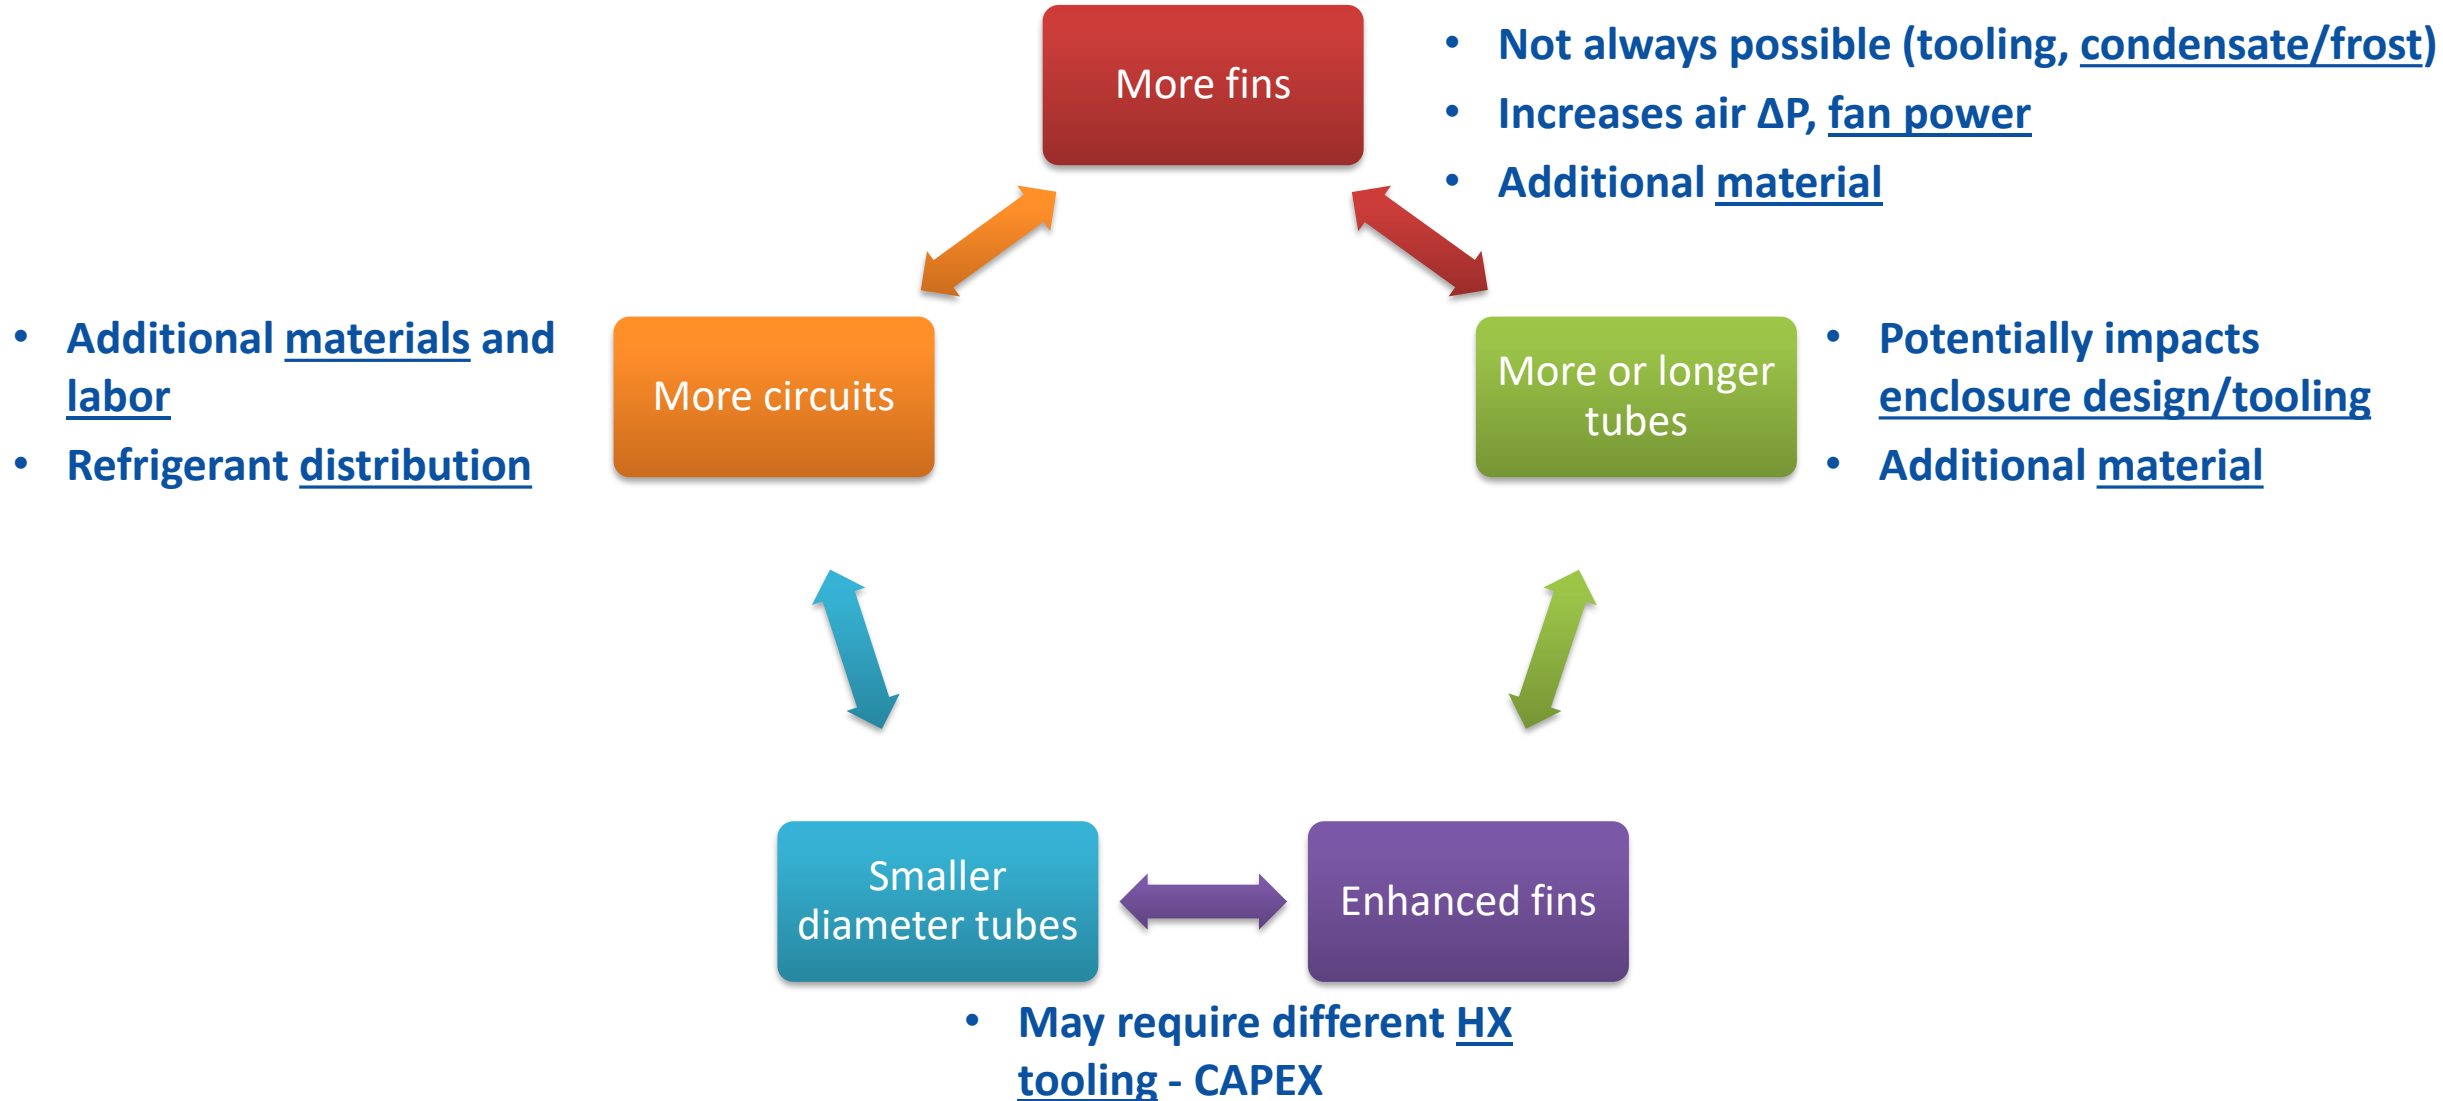 More fins
• Not always possible (tooling, condensate/frost)
• Increases air ΔP, fan power
• Additional material
• Additional materials and
labor
• Refrigerant distribution
More circuits
More or longer
tubes
• Potentially impacts
enclosure design/tooling
• Additional material
Smaller
diameter tubes
Enhanced fins
• May require different HX
tooling - CAPEX